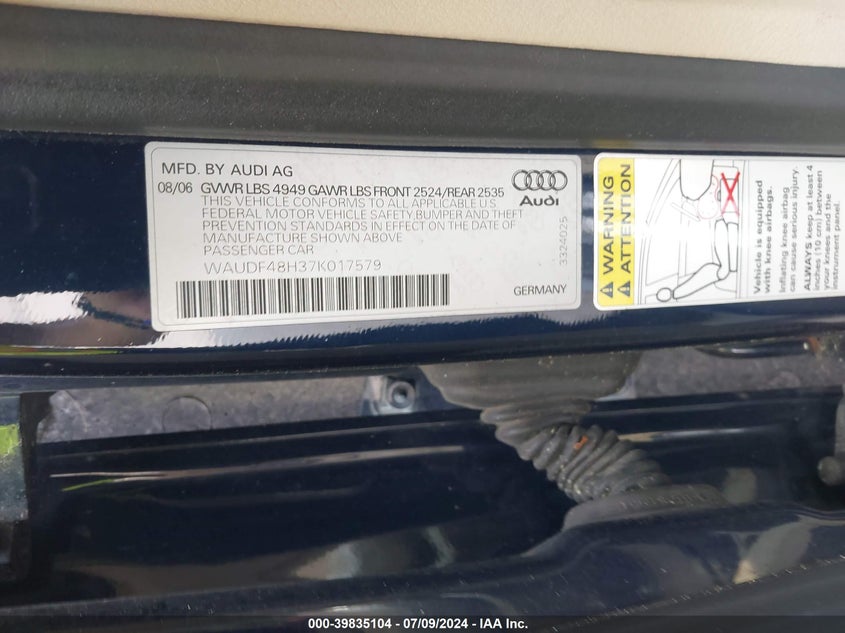 MFD. BY AUDI AG
08/06 GVWR LBS 4949 GAWR LBS FRONT 2524/REAR 2535
THIS VEHICLE CONFORMS TO ALL APPLICABLE U.S
FEDERAL MOTOR VEHICLE SAFETY,BUMPER AND THEFT
PREVENTION STANDARDS IN EFFECT ON THE DATE OF
MANUFACTURE SHOWN ABOVE
PASSENGER CAR
WAUDF48H37K017579
Audi
13324025
GERMANY
WARNING
ATTENTION
Vehicle is equipped
with knee airbags.
Inflating knee airbag
can cause serious injury.
ALWAYS keep at least 4
inches (10 cm) between
your knees and the
instrument panel.
000-39835104 - 07/09/2024 - IAA Inc.